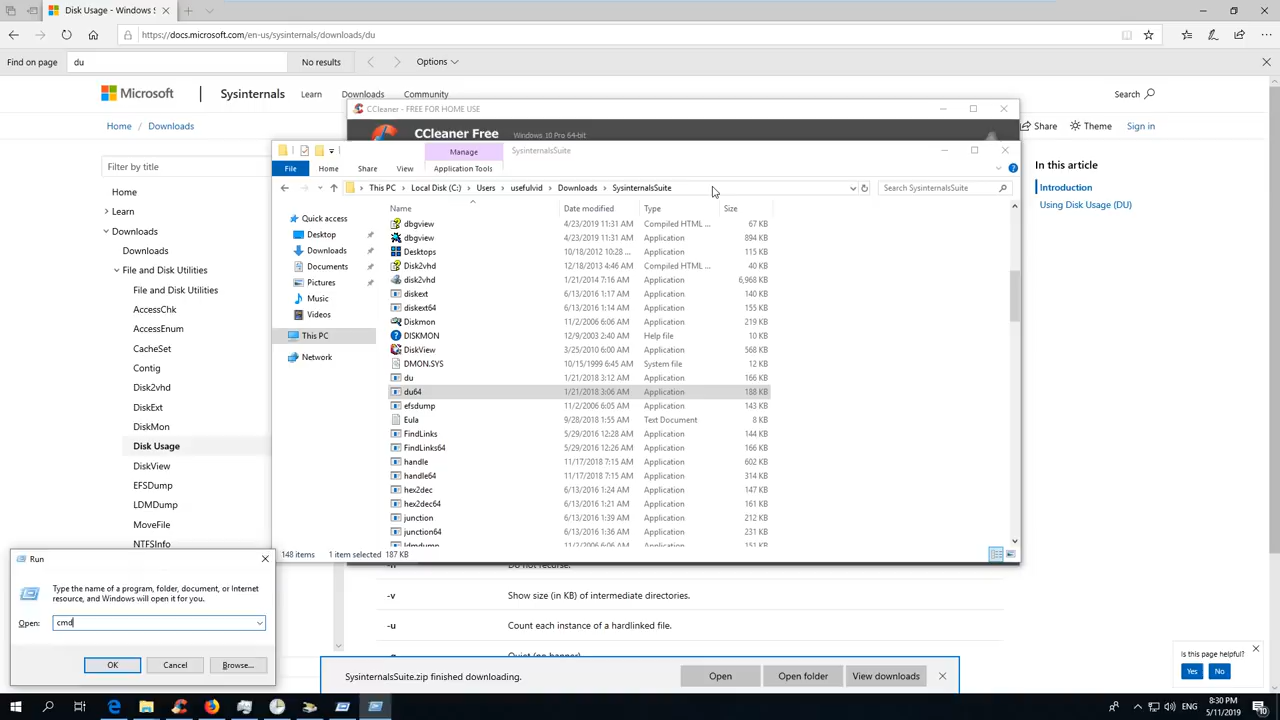 Disk Usage - Windows S
https://docs.microsoft.com/en-us/sysinternals/downloads/du
Find on page
du
No results
Options
Microsoft
Sysinternals
Learn
Downloads
Community
Search
Home
Downloads
Share
Theme
Sign in
Filter by title
Home
Learn
Downloads
Downloads
File and Disk Utilities
File and Disk Utilities
AccessChk
AccessEnum
CacheSet
Contig
Disk2vhd
DiskExt
DiskMon
Disk Usage
DiskView
EFSDump
LDMDump
MoveFile
NTFSInfo
In this article
Introduction
Using Disk Usage (DU)
CCleaner - FREE FOR HOME USE
CCleaner Free
Windows 10 Pro 64-bit
Manage
SysinternalsSuite
File
Home
Share
View
Application Tools
This PC
Local Disk (C:)
Users
usefulvid
Downloads
SysinternalsSuite
Search SysinternalsSuite
Quick access
Desktop
Downloads
Documents
Pictures
Music
Videos
This PC
Network
Name Date modified Type Size
dbgview 4/23/2019 11:31 AM Compiled HTML ... 67 KB
dbgview 4/23/2019 11:31 AM Application 894 KB
Desktops 10/18/2012 10:28 ... Application 115 KB
Disk2vhd 12/18/2013 4:46 AM Compiled HTML ... 40 KB
disk2vhd 1/21/2014 7:16 AM Application 6,968 KB
diskext 6/13/2016 1:17 AM Application 140 KB
diskext64 6/13/2016 1:14 AM Application 155 KB
Diskmon 11/2/2006 6:06 AM Application 219 KB
DISKMON 12/9/2003 2:40 AM Help file 10 KB
DiskView 3/25/2010 6:00 AM Application 568 KB
DMON.SYS 10/15/1999 6:45 AM System file 12 KB
du 1/21/2018 3:12 AM Application 166 KB
du64 1/21/2018 3:06 AM Application 188 KB
efsdump 11/2/2006 6:05 AM Application 143 KB
Eula 9/28/2018 1:55 AM Text Document 8 KB
FindLinks 5/29/2016 12:28 AM Application 144 KB
FindLinks64 5/29/2016 12:26 AM Application 166 KB
handle 11/17/2018 7:15 AM Application 602 KB
handle64 11/17/2018 7:15 AM Application 314 KB
hex2dec 6/13/2016 1:24 AM Application 147 KB
hex2dec64 6/13/2016 1:21 AM Application 161 KB
junction 6/13/2016 1:39 AM Application 212 KB
junction64 6/13/2016 1:36 AM Application 231 KB
ldmdump 11/2/2006 6:05 AM Application 151 KB
148 items 1 item selected 187 KB
-n Do not recurse.
-v Show size (in KB) of intermediate directories.
-u Count each instance of a hardlinked file.
-q Quiet (no banner).
Run
Type the name of a program, folder, document, or Internet
resource, and Windows will open it for you.
Open: cmd
OK
Cancel
Browse...
SysinternalsSuite.zip finished downloading.
Open
Open folder
View downloads
Is this page helpful?
Yes
No
ENG
8:30 PM
5/11/2019
10